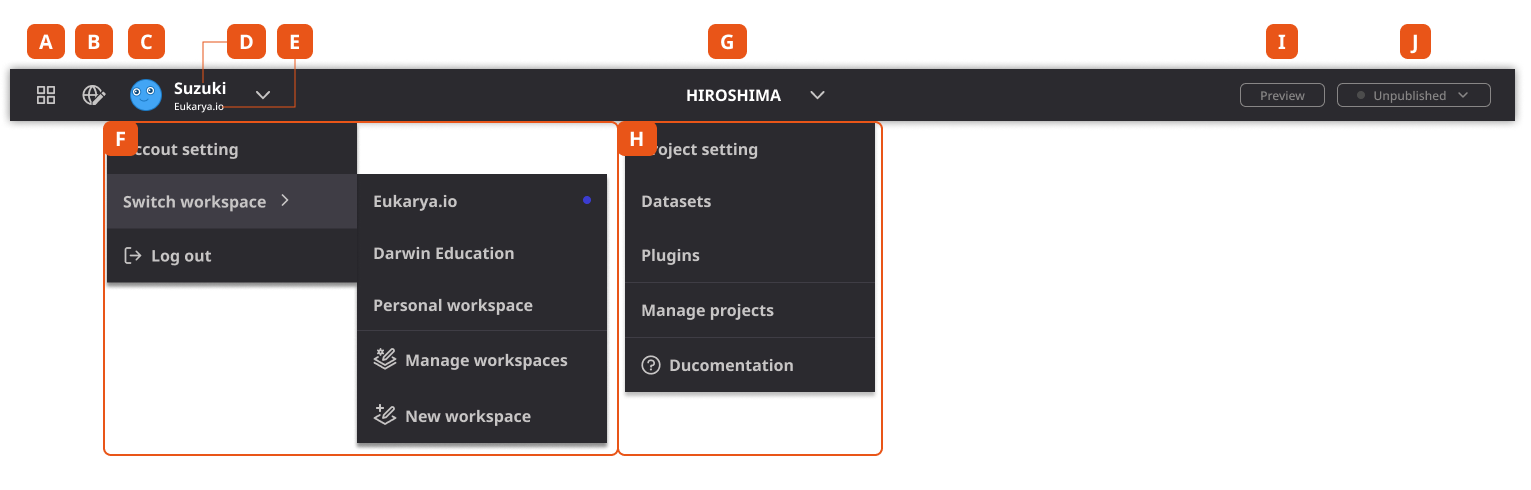 A B C D E G I J
Suzuki
Eukarya.io
HIROSHIMA
Preview
Unpublished
F
ccout setting
H
oject setting
Switch workspace
Eukarya.io
Datasets
Log out
Darwin Education
Plugins
Personal workspace
Manage projects
Manage workspaces
Ducomentation
New workspace